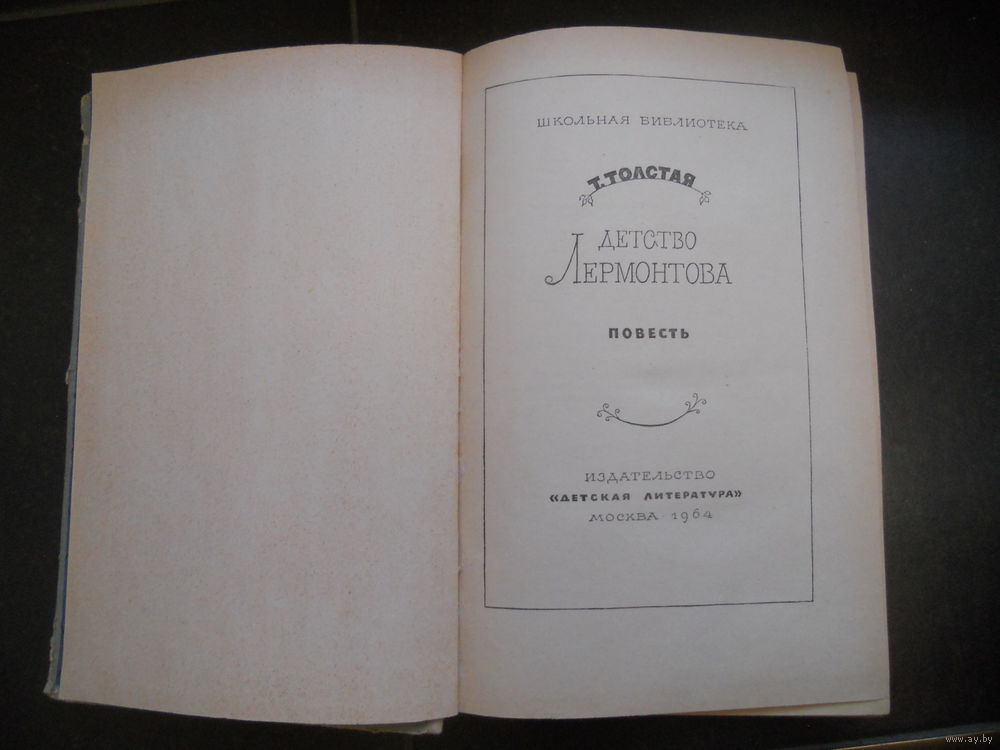 ШКОЛЬНАЯ БИБЛИОТЕКА
Т. ТОЛСТАЯ
ДЕТСТВО
ЛЕРМОНТОВА
ПОВЕСТЬ
ИЗДАТЕЛЬСТВО
«ДЕТСКАЯ ЛИТЕРАТУРА»
МОСКВА 1964
www.ay.by